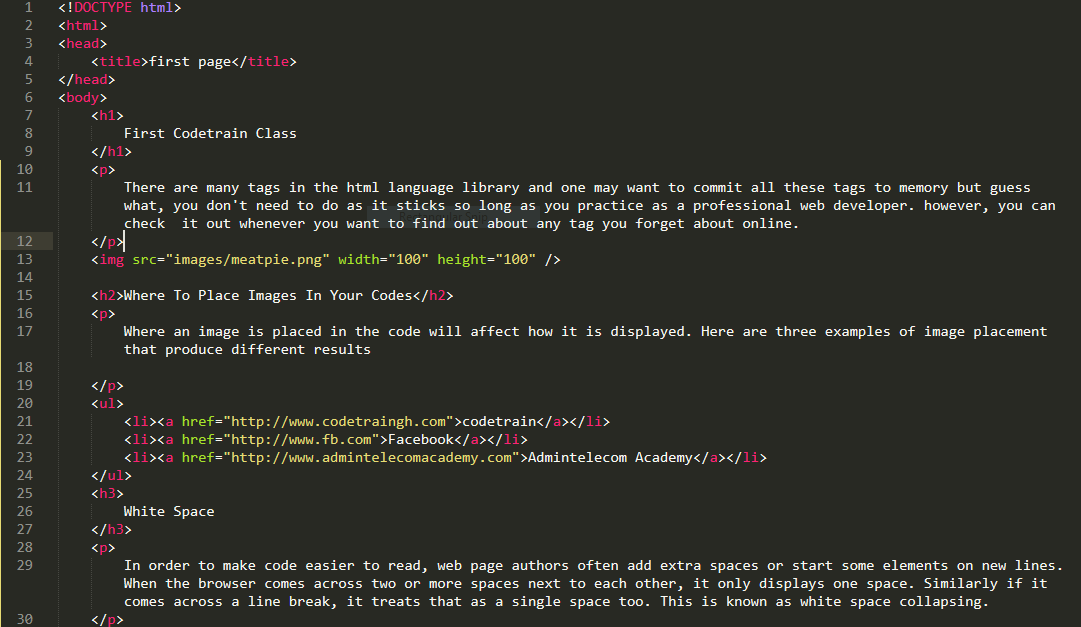 1 <!DOCTYPE html>
2 <html>
3 <head>
4 <title>first page</title>
5 </head>
6 <body>
7 <h1>
8 First Codetrain Class
9 </h1>
10 <p>
11 There are many tags in the html language library and one may want to commit all these tags to memory but guess
what, you don't need to do as it sticks so long as you practice as a professional web developer. however, you can
check  it out whenever you want to find out about any tag you forget about online.
12 </p>
13 <img src="images/meatpie.png" width="100" height="100" />
14
15 <h2>Where To Place Images In Your Codes</h2>
16 <p>
17 Where an image is placed in the code will affect how it is displayed. Here are three examples of image placement
that produce different results
18
19 </p>
20 <ul>
21 <li><a href="http://www.codetraingh.com">codetrain</a></li>
22 <li><a href="http://www.fb.com">Facebook</a></li>
23 <li><a href="http://www.admintelecomacademy.com">Admintelecom Academy</a></li>
24 </ul>
25 <h3>
26 White Space
27 </h3>
28 <p>
29 In order to make code easier to read, web page authors often add extra spaces or start some elements on new lines.
When the browser comes across two or more spaces next to each other, it only displays one space. Similarly if it
comes across a line break, it treats that as a single space too. This is known as white space collapsing.
30 </p>